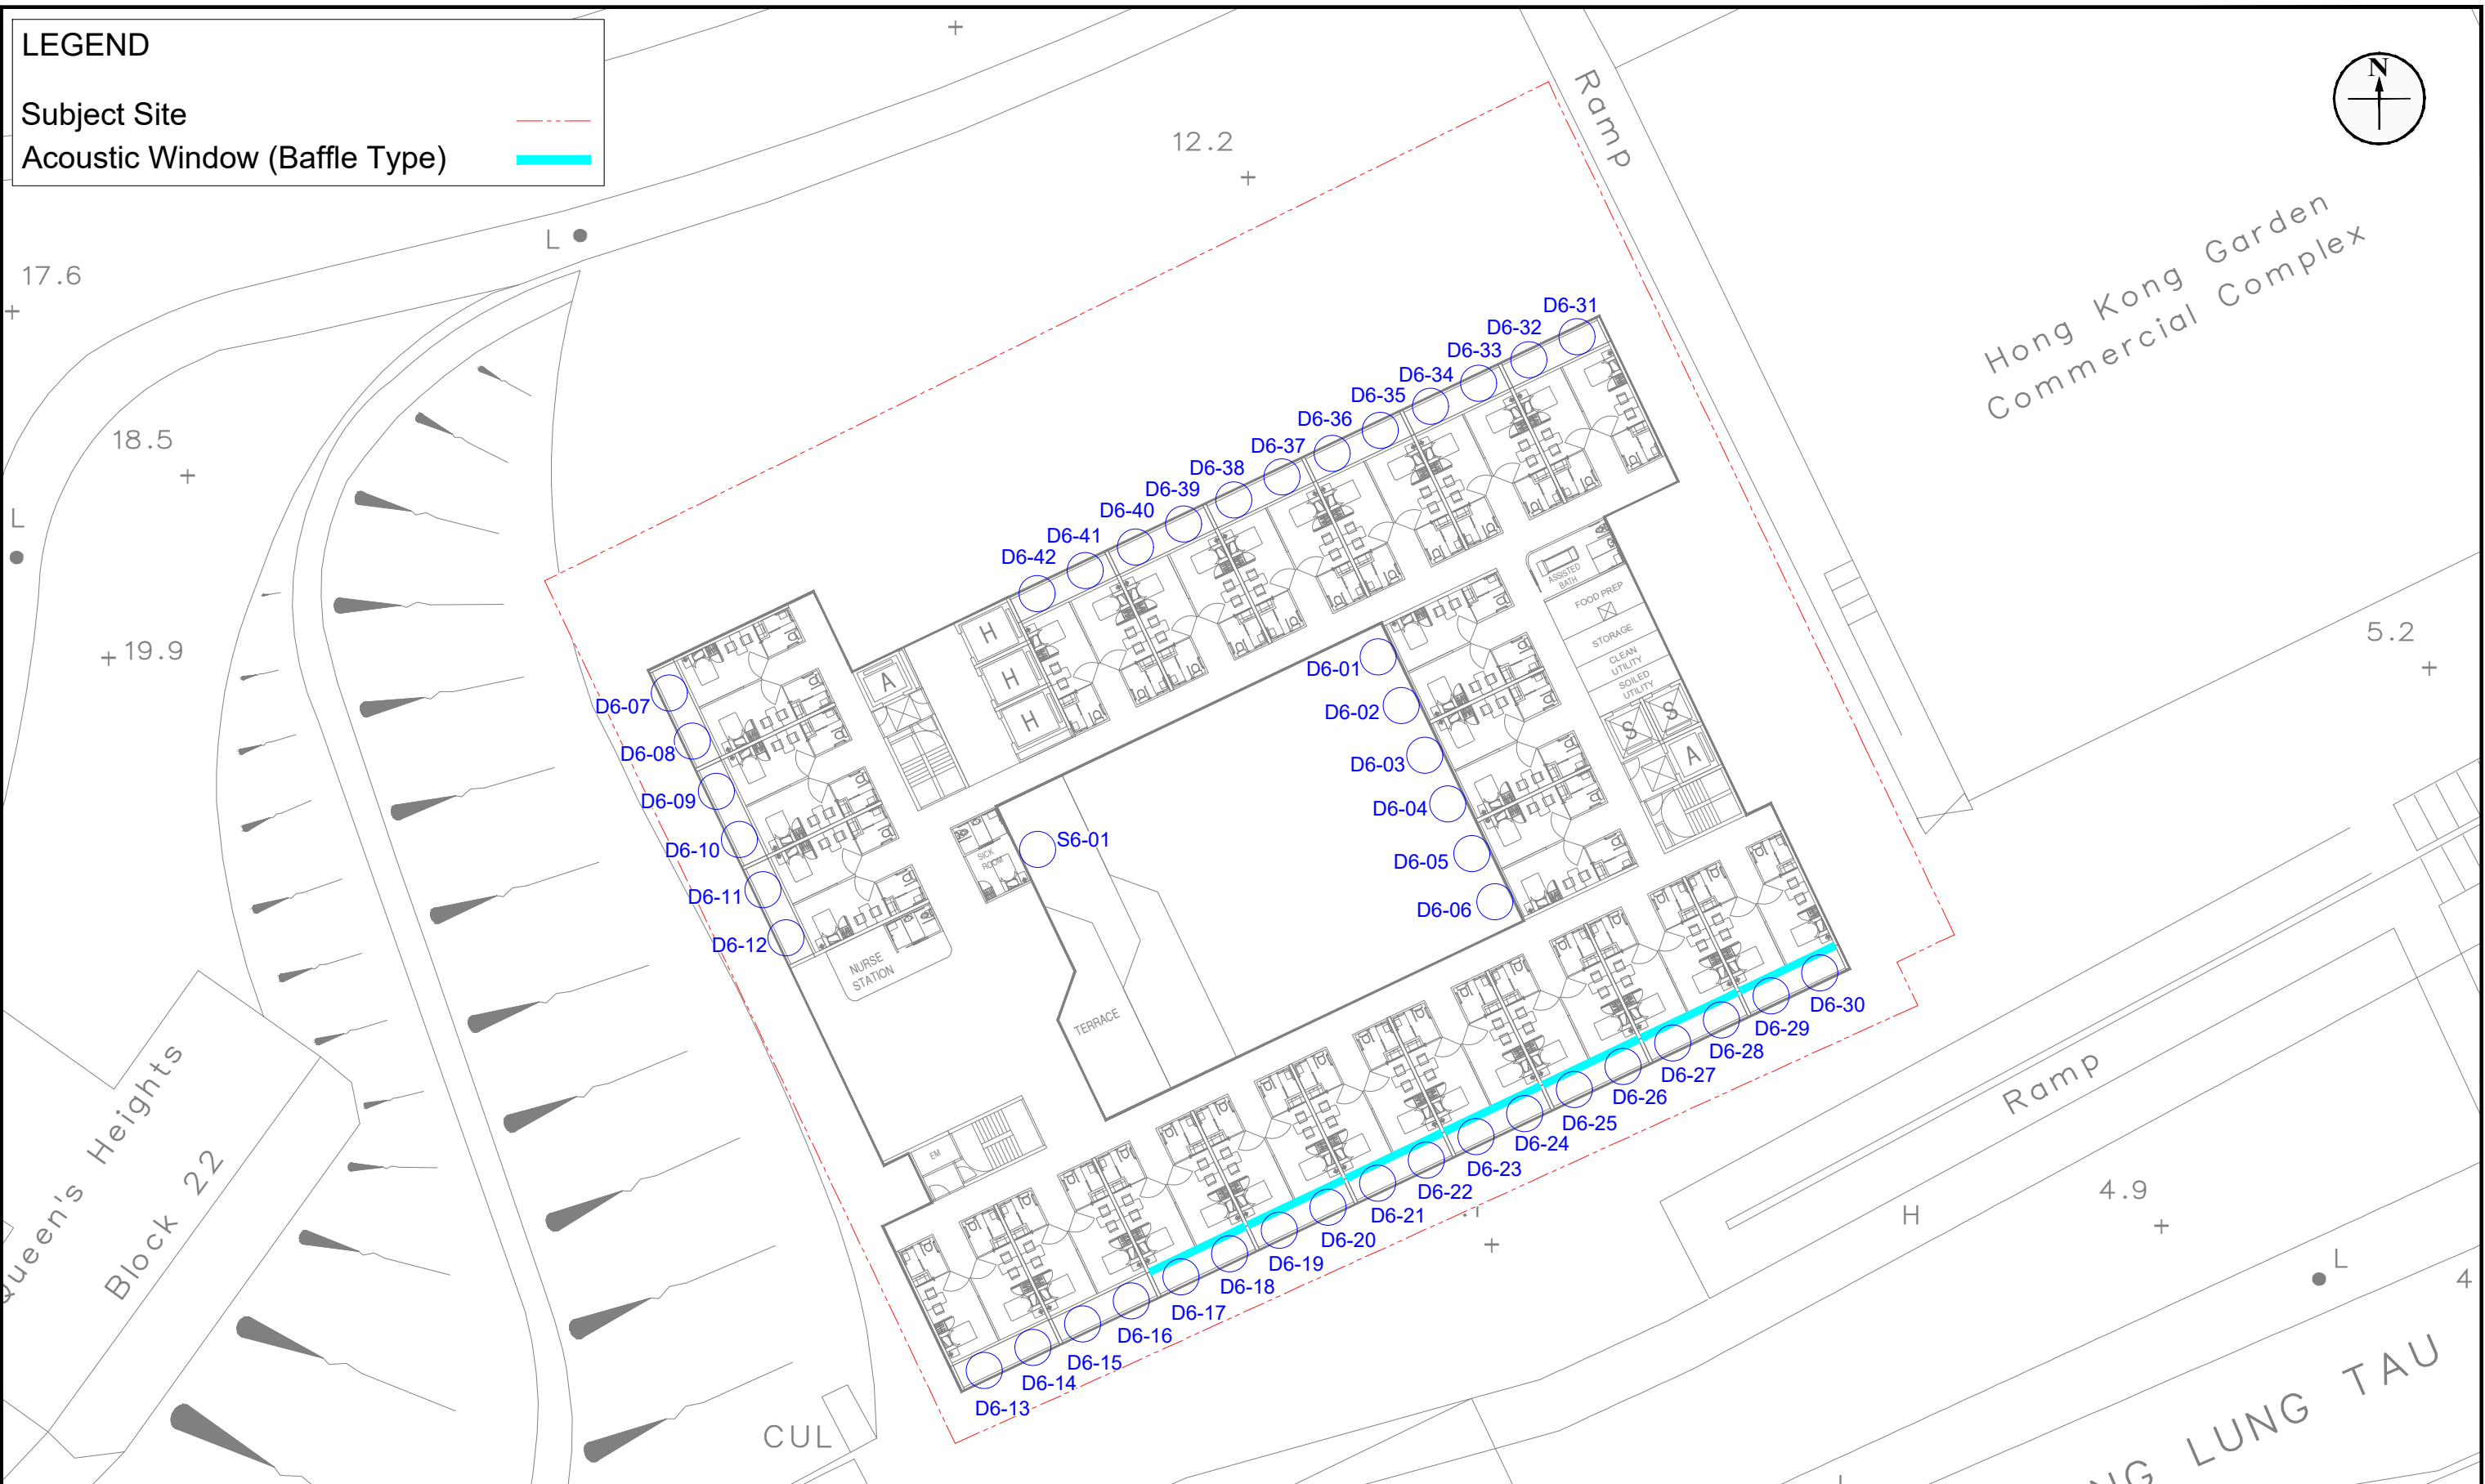 LEGEND
Subject Site
Acoustic Window (Baffle Type)
N
Ramp
12.2
Hong Kong Garden
Commercial Complex
L
17.6
18.5
L
19.9
5.2
D6-31
D6-32
D6-33
D6-34
D6-35
D6-36
D6-37
D6-38
D6-39
D6-40
D6-41
D6-42
H
H
H
A
ASSISTED
BATH
FOOD PREP
STORAGE
CLEAN
UTILITY
SOILED
UTILITY
S
S
A
D6-01
D6-02
D6-03
D6-04
D6-05
D6-06
D6-07
D6-08
D6-09
D6-10
D6-11
D6-12
S6-01
SICK
ROOM
NURSE
STATION
TERRACE
EM
D6-30
D6-29
D6-28
D6-27
D6-26
D6-25
D6-24
D6-23
D6-22
D6-21
D6-20
D6-19
D6-18
D6-17
D6-16
D6-15
D6-14
D6-13
Queen's Heights
Block 22
CUL
Ramp
H
4.9
L
4
LUNG TAU